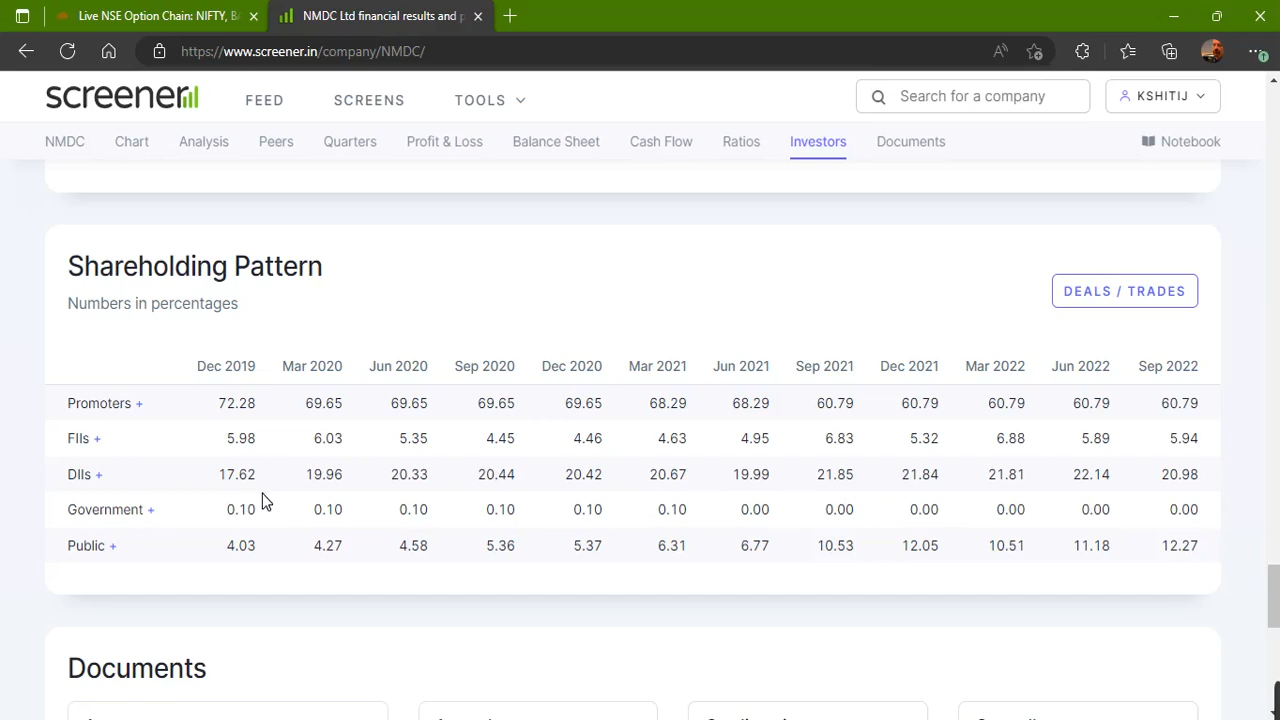 Live NSE Option Chain: NIFTY, BA
NMDC Ltd financial results and p
https://www.screener.in/company/NMDC/
screener
FEED
SCREENS
TOOLS
Search for a company
KSHITIJ
NMDC
Chart
Analysis
Peers
Quarters
Profit & Loss
Balance Sheet
Cash Flow
Ratios
Investors
Documents
Notebook
Shareholding Pattern
Numbers in percentages
DEALS / TRADES
Dec 2019 Mar 2020 Jun 2020 Sep 2020 Dec 2020 Mar 2021 Jun 2021 Sep 2021 Dec 2021 Mar 2022 Jun 2022 Sep 2022
Promoters + 72.28 69.65 69.65 69.65 69.65 68.29 68.29 60.79 60.79 60.79 60.79 60.79
FIIs + 5.98 6.03 5.35 4.45 4.46 4.63 4.95 6.83 5.32 6.88 5.89 5.94
DIIs + 17.62 19.96 20.33 20.44 20.42 20.67 19.99 21.85 21.84 21.81 22.14 20.98
Government + 0.10 0.10 0.10 0.10 0.10 0.10 0.00 0.00 0.00 0.00 0.00 0.00
Public + 4.03 4.27 4.58 5.36 5.37 6.31 6.77 10.53 12.05 10.51 11.18 12.27
Documents